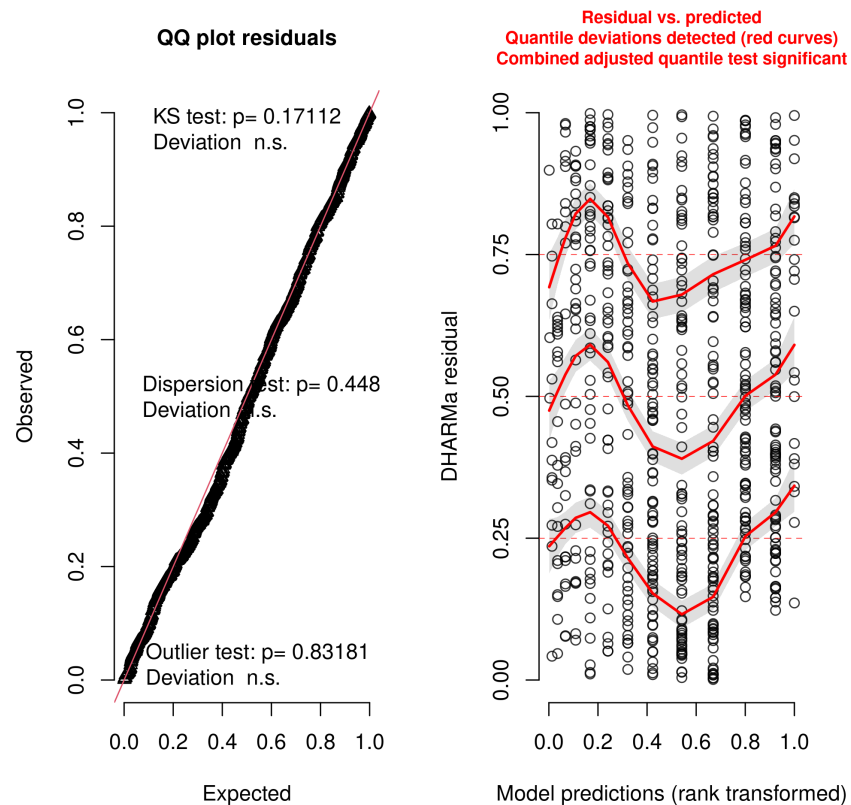 QQ plot residuals
KS test: p= 0.17112
Deviation  n.s.
Dispersion test: p= 0.448
Deviation  n.s.
Outlier test: p= 0.83181
Deviation  n.s.
Observed
0.0 0.2 0.4 0.6 0.8 1.0
0.0 0.2 0.4 0.6 0.8 1.0
Expected
Residual vs. predicted
Quantile deviations detected (red curves)
Combined adjusted quantile test significant
DHARMa residual
0.00 0.25 0.50 0.75 1.00
0.0 0.2 0.4 0.6 0.8 1.0
Model predictions (rank transformed)